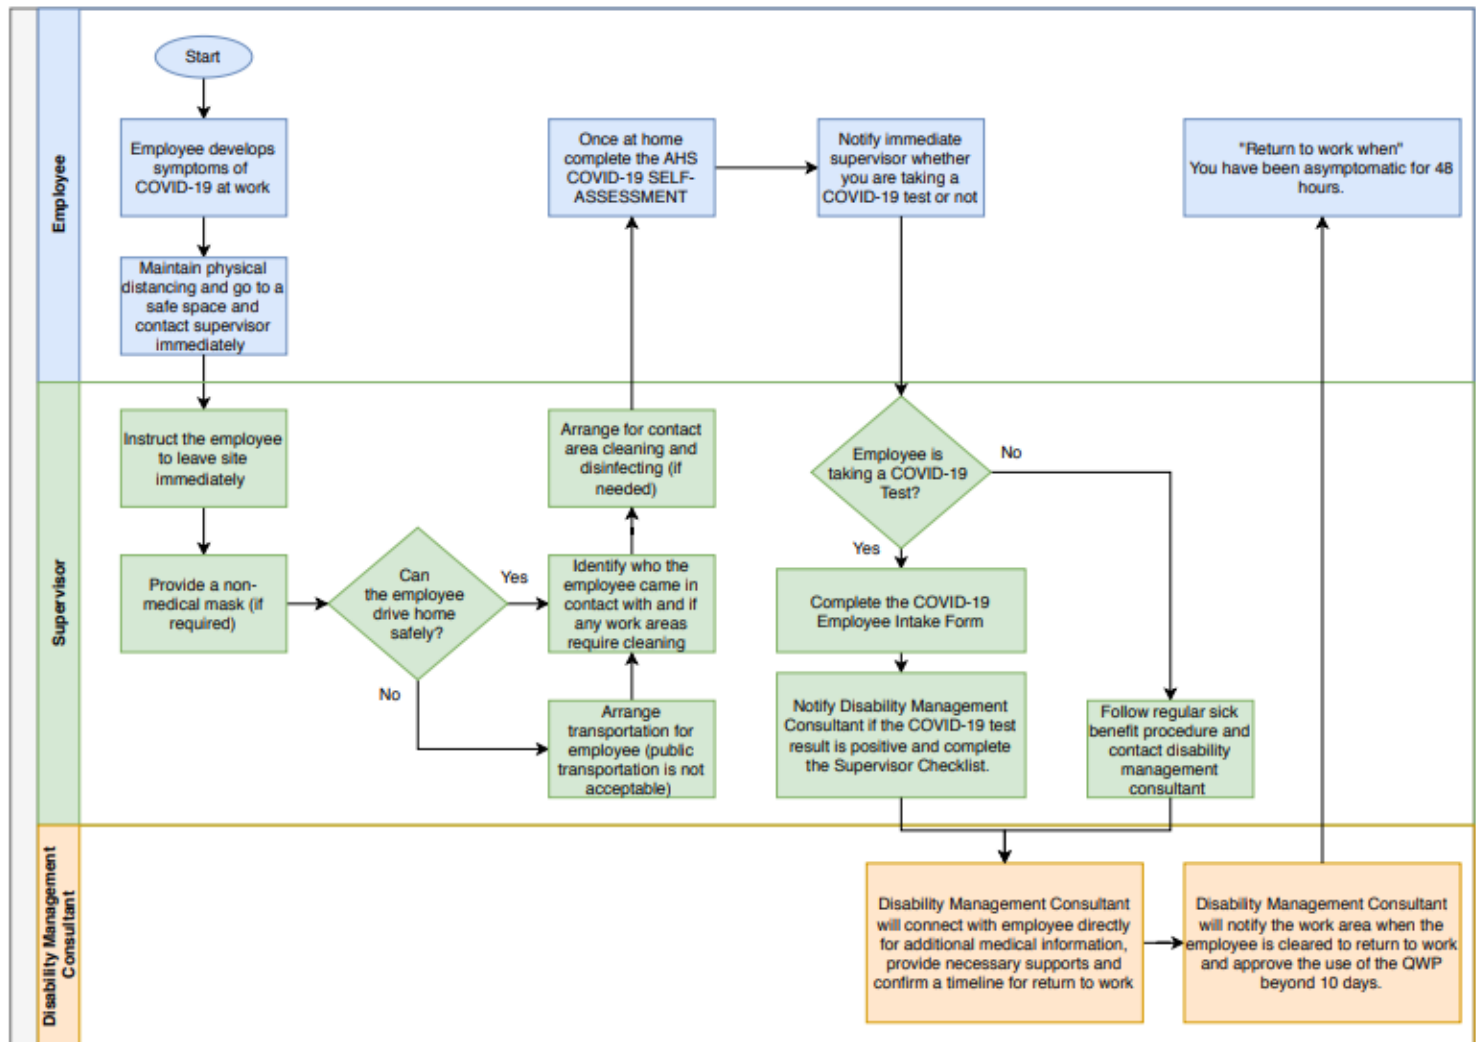 Employee
Start
Employee develops
symptoms of
COVID-19 at work
Maintain physical
distancing and go to a
safe space and
contact supervisor
immediately
Once at home
complete the AHS
COVID-19 SELF-
ASSESSMENT
Notify immediate
supervisor whether
you are taking a
COVID-19 test or not
"Return to work when"
You have been asymptomatic for 48
hours.
Supervisor
Instruct the employee
to leave site
immediately
Provide a non-
medical mask (if
required)
Can
the employee
drive home
safely?
Yes
No
Arrange for contact
area cleaning and
disinfecting (if
needed)
Identify who the
employee came in
contact with and if
any work areas
require cleaning
Arrange
transportation for
employee (public
transportation is not
acceptable)
Employee is
taking a COVID-19
Test?
No
Yes
Complete the COVID-19
Employee Intake Form
Notify Disability Management
Consultant if the COVID-19 test
result is positive and complete
the Supervisor Checklist.
Follow regular sick
benefit procedure and
contact disability
management
consultant
Disability Management
Consultant
Disability Management Consultant
will connect with employee directly
for additional medical information,
provide necessary supports and
confirm a timeline for return to work
Disability Management Consultant
will notify the work area when the
employee is cleared to return to work
and approve the use of the QWP
beyond 10 days.